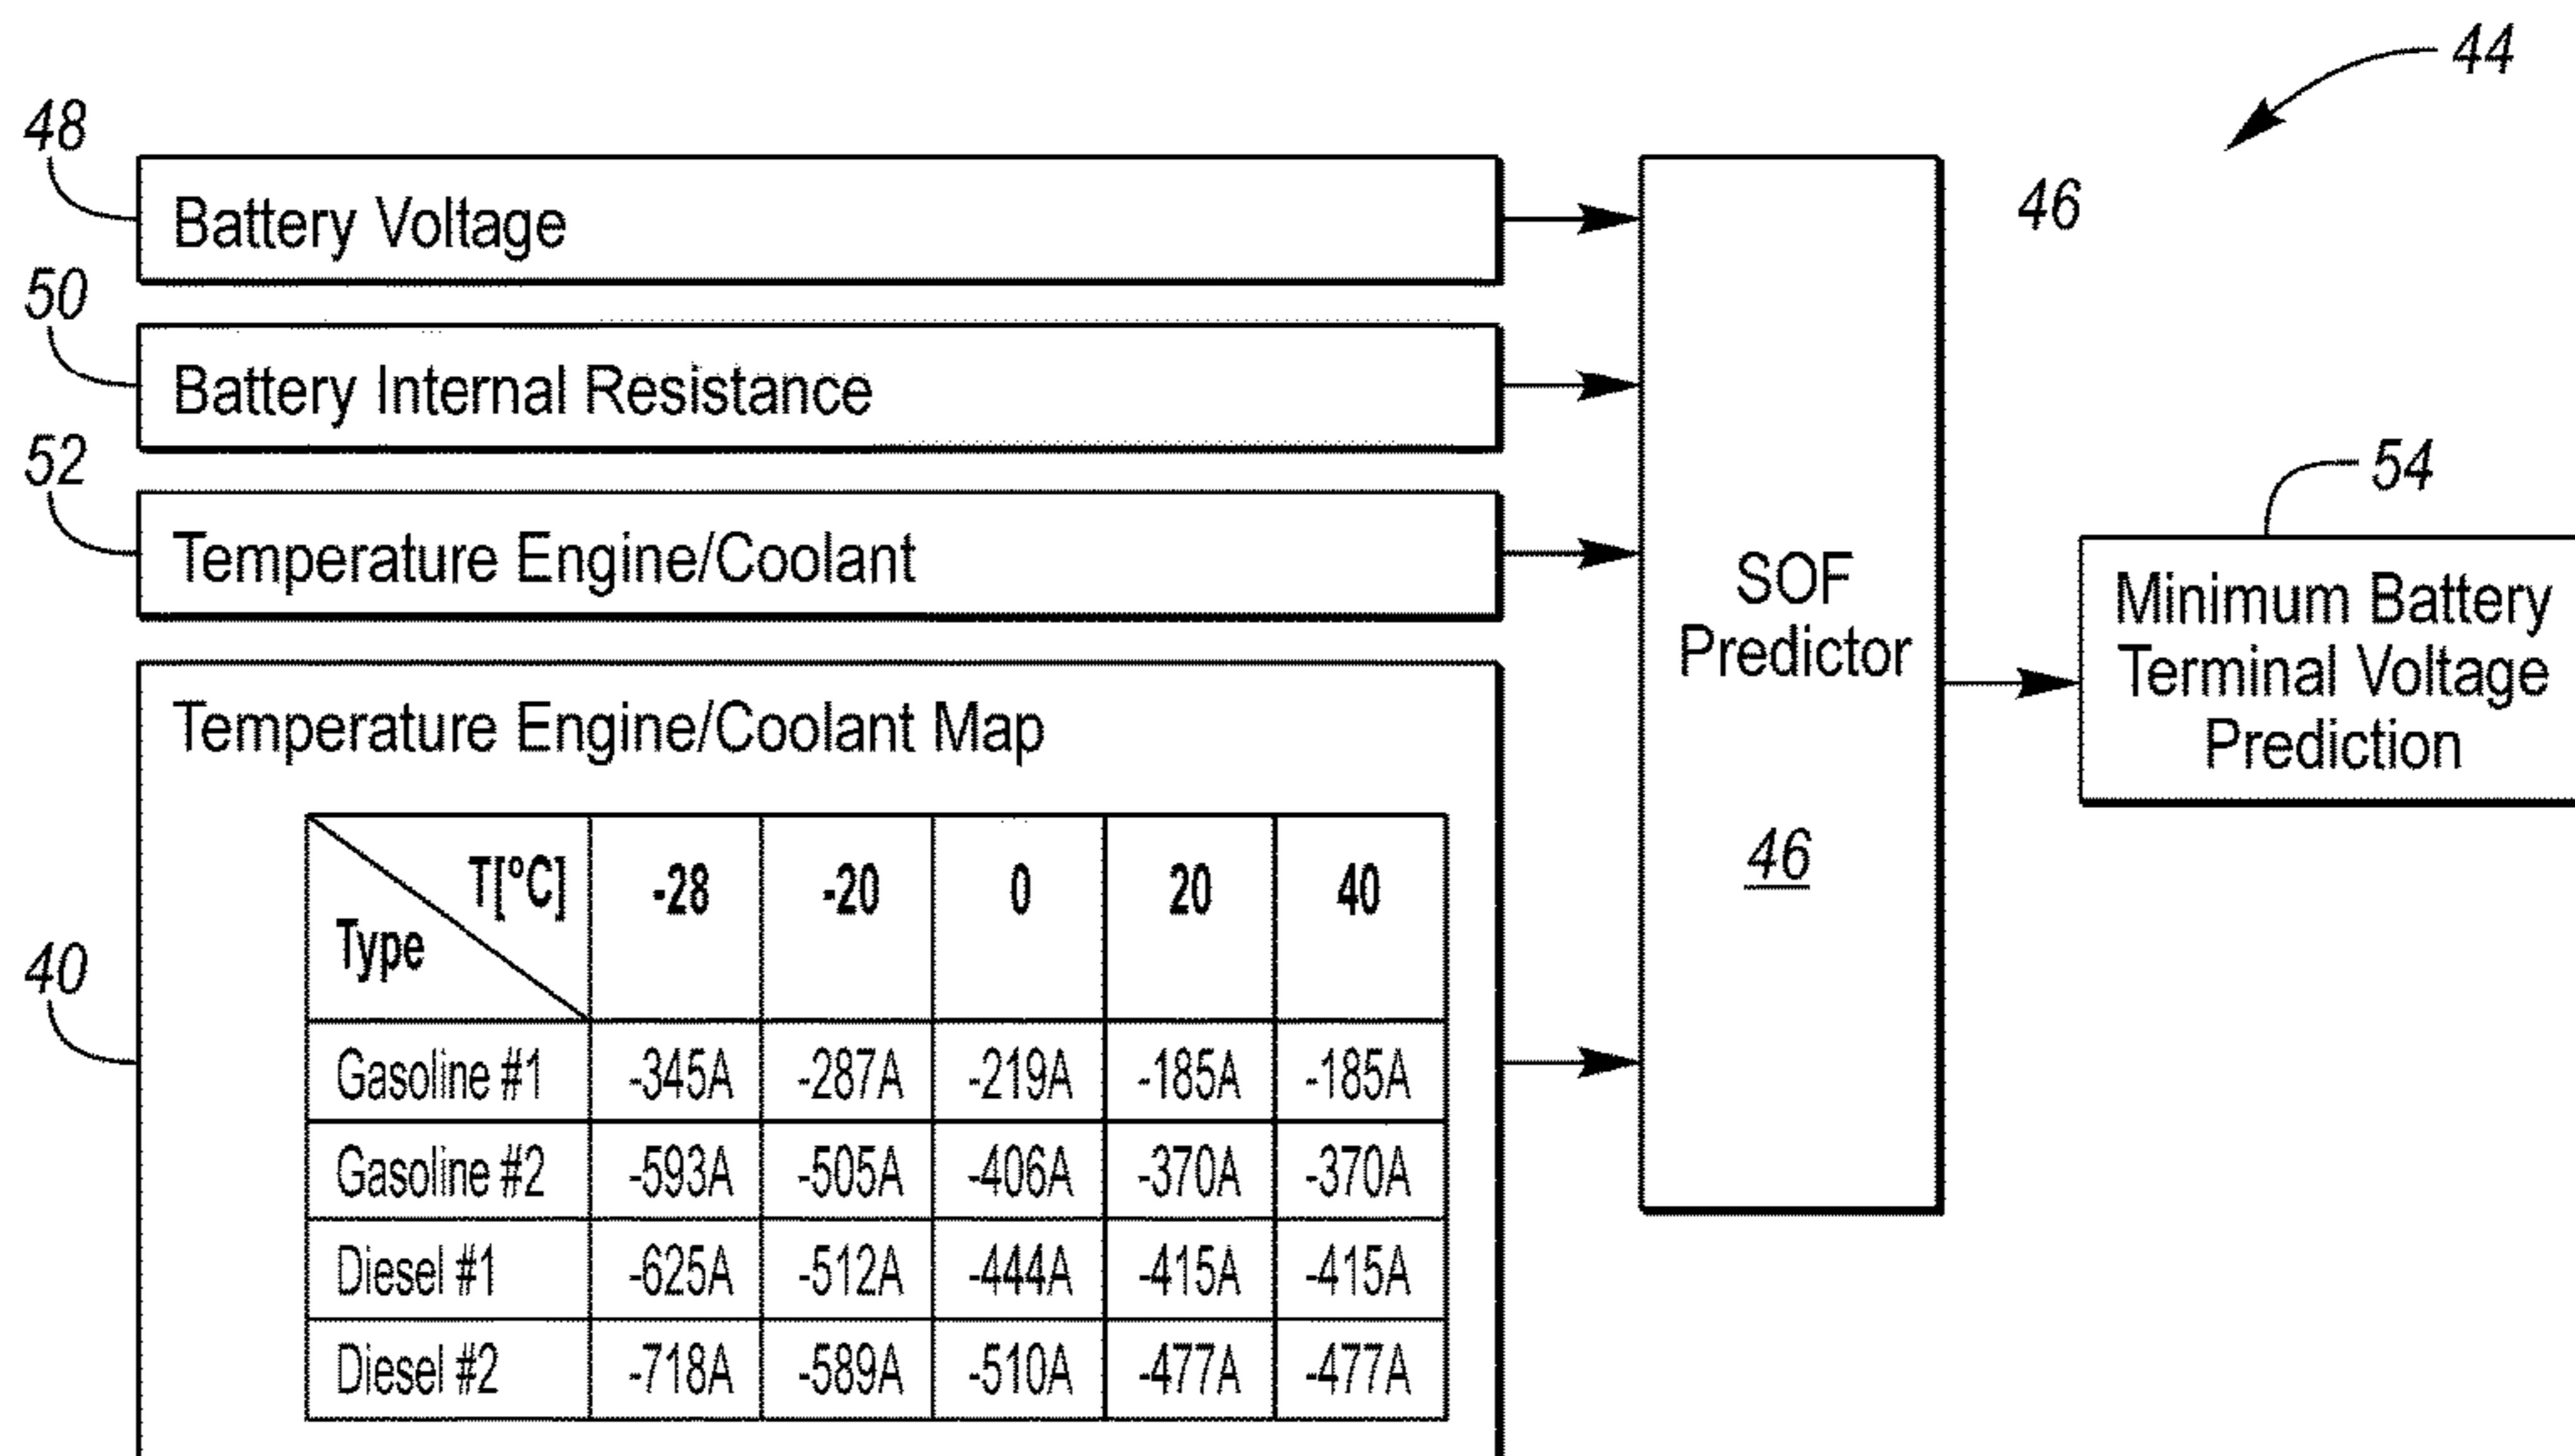 44
48
Battery Voltage
46
50
Battery Internal Resistance
52
Temperature Engine/Coolant
SOF
Predictor
46
54
Minimum Battery
Terminal Voltage
Prediction
40
Temperature Engine/Coolant Map
T[°C] -28 -20 0 20 40
Type
Gasoline #1 -345A -287A -219A -185A -185A
Gasoline #2 -593A -505A -406A -370A -370A
Diesel #1 -625A -512A -444A -415A -415A
Diesel #2 -718A -589A -510A -477A -477A